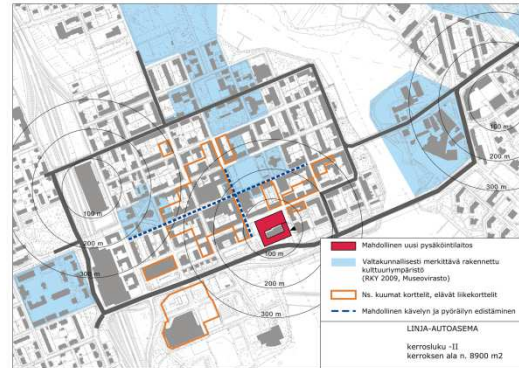 100 m
200 m
300 m
100 m
200 m
300 m
100 m
200 m
300 m
Mahdollinen uusi pysäköintilaitos
Valtakunnallisesti merkittävä rakennettu
kulttuuriympäristö
(RKY 2009, Museovirasto)
Ns. kuumat korttelit, elävät liikekorttelit
Mahdollinen kävelyn ja pyöräilyn edistäminen
LINJA-AUTOASEMA
kerrosluku -II
kerroksen ala n. 8900 m2